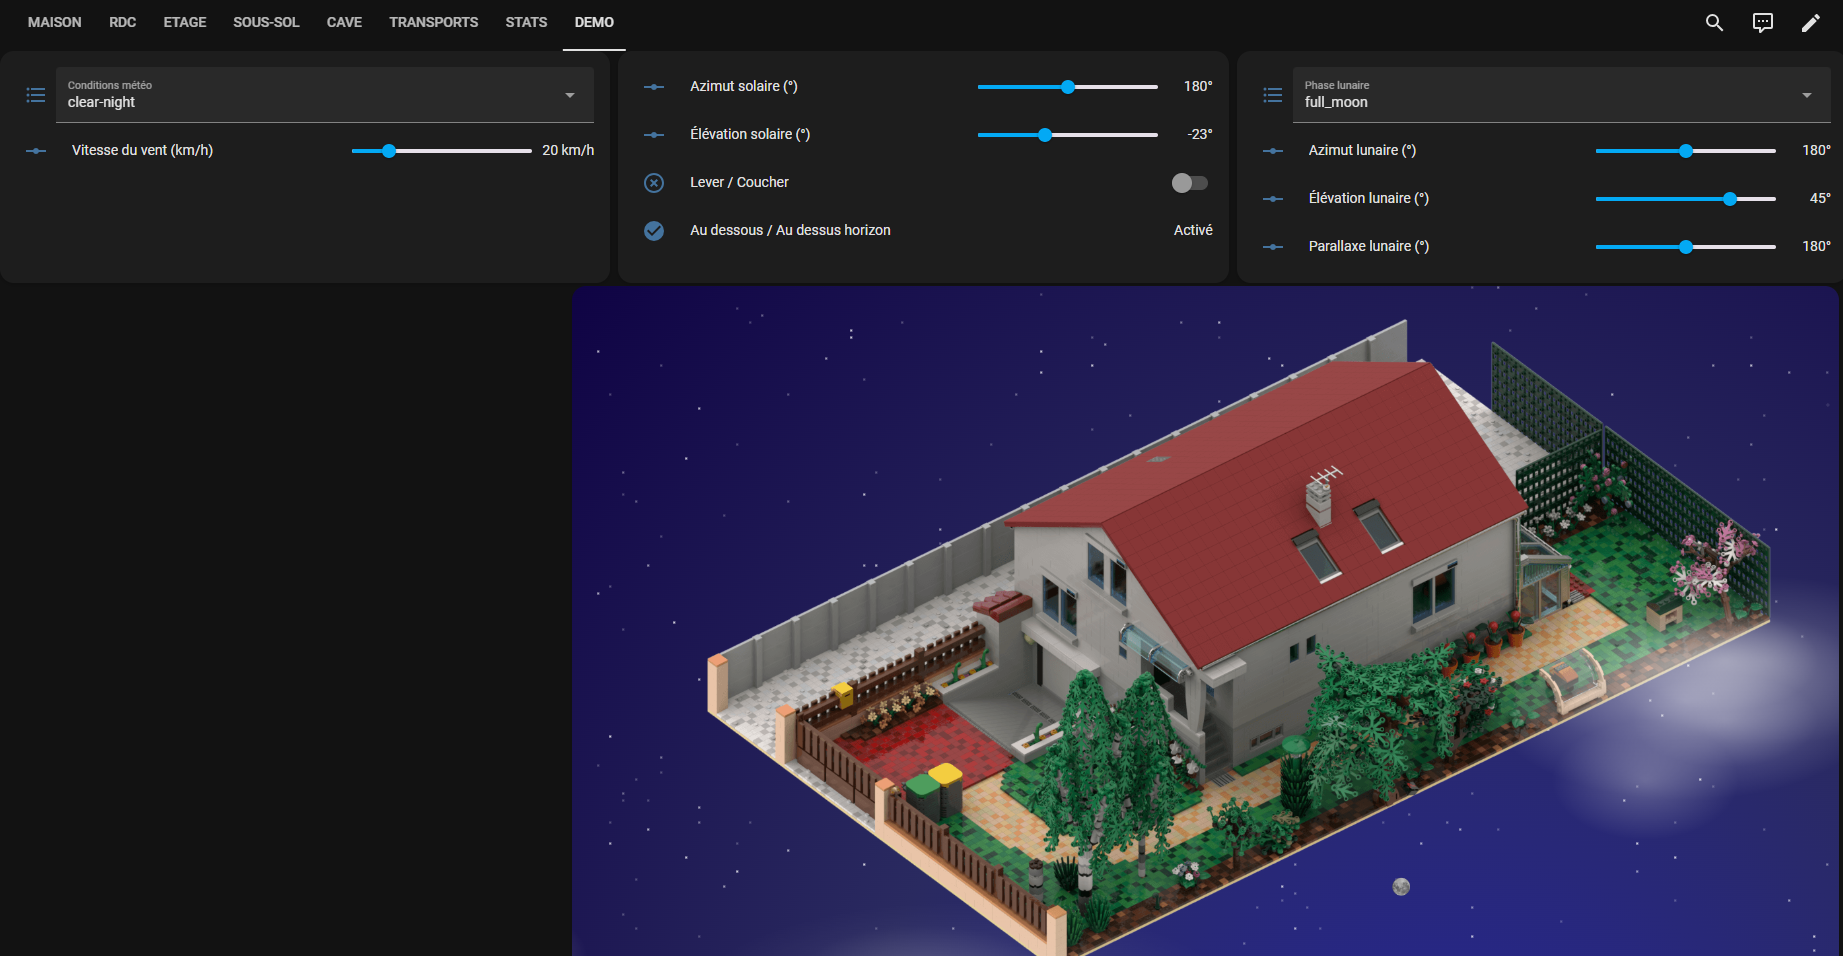 MAISON RDC ETAGE SOUS-SOL CAVE TRANSPORTS STATS DEMO
Conditions météo
clear-night
Vitesse du vent (km/h) 20 km/h
Azimut solaire (°) 180°
Élévation solaire (°) -23°
Lever / Coucher
Au dessous / Au dessus horizon Activé
Phase lunaire
full_moon
Azimut lunaire (°) 180°
Élévation lunaire (°) 45°
Parallaxe lunaire (°) 180°